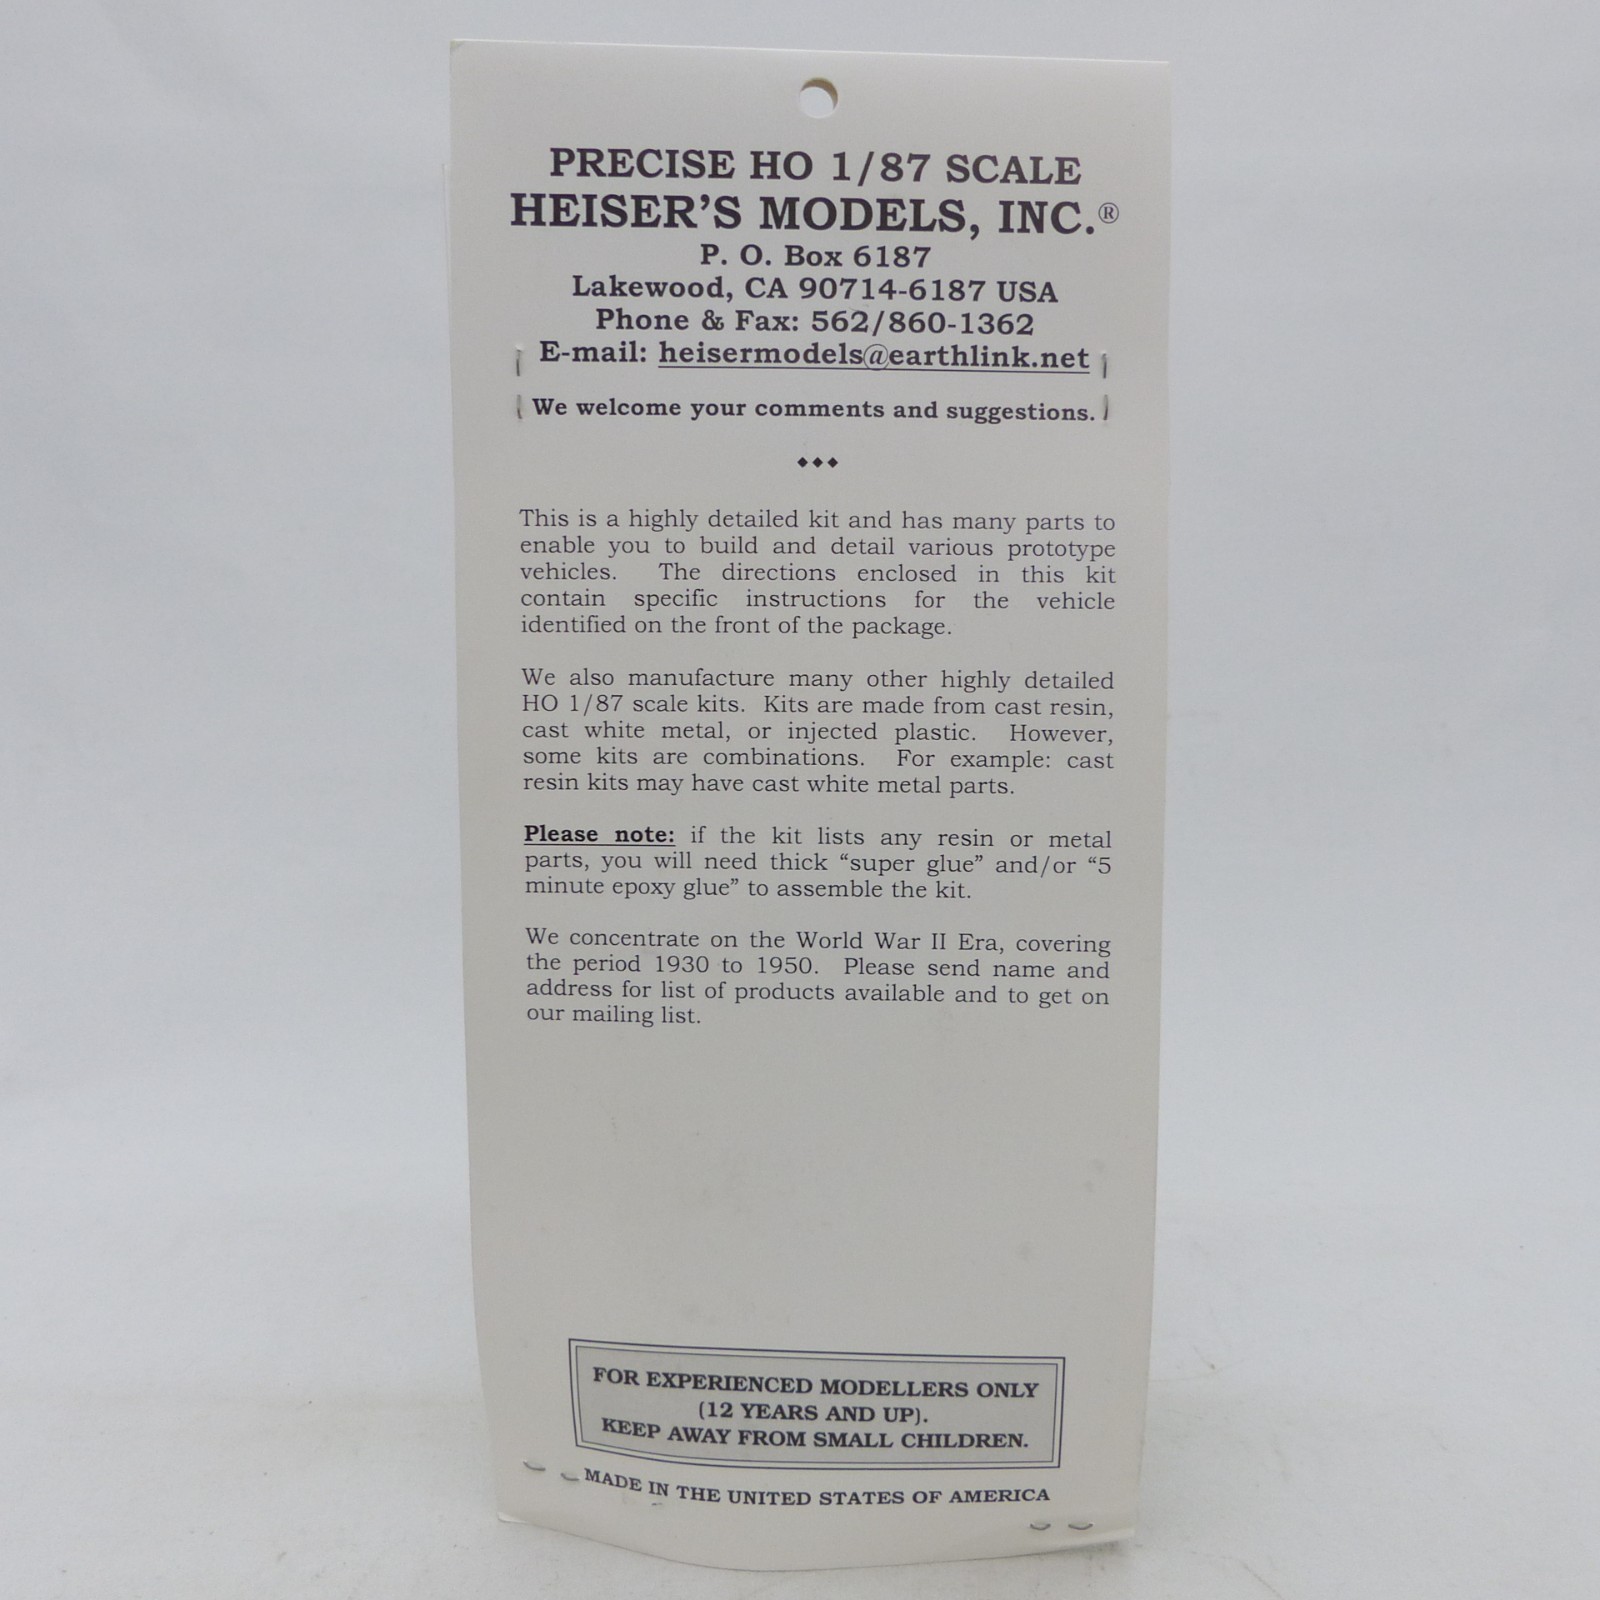 PRECISE HO 1/87 SCALE
HEISER'S MODELS, INC.®
P. O. Box 6187
Lakewood, CA 90714-6187 USA
Phone & Fax: 562/860-1362
E-mail: heisermodels@earthlink.net
We welcome your comments and suggestions.
◆◆◆
This is a highly detailed kit and has many parts to
enable you to build and detail various prototype
vehicles. The directions enclosed in this kit
contain specific instructions for the vehicle
identified on the front of the package.
We also manufacture many other highly detailed
HO 1/87 scale kits. Kits are made from cast resin,
cast white metal, or injected plastic. However,
some kits are combinations. For example: cast
resin kits may have cast white metal parts.
Please note: if the kit lists any resin or metal
parts, you will need thick “super glue” and/or “5
minute epoxy glue” to assemble the kit.
We concentrate on the World War II Era, covering
the period 1930 to 1950. Please send name and
address for list of products available and to get on
our mailing list.
FOR EXPERIENCED MODELLERS ONLY
(12 YEARS AND UP).
KEEP AWAY FROM SMALL CHILDREN.
MADE IN THE UNITED STATES OF AMERICA